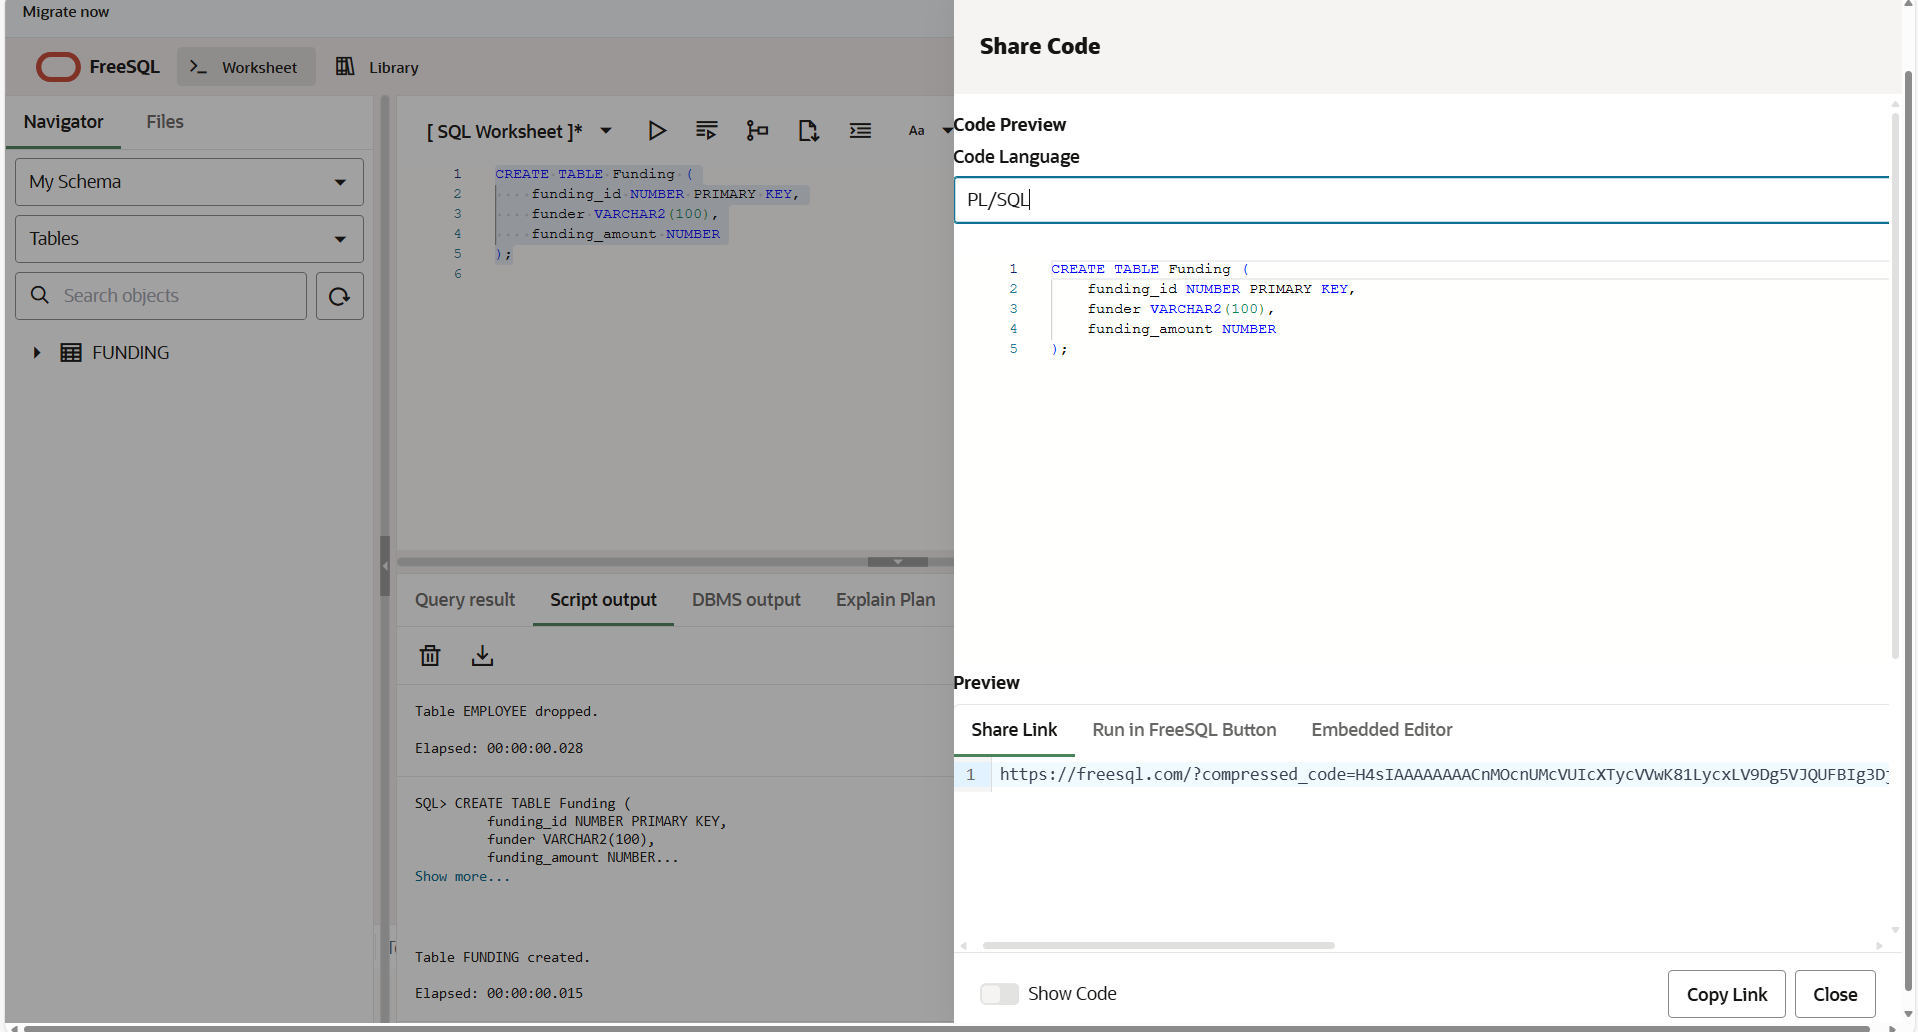 Migrate now
FreeSQL
Worksheet
Library
Navigator
Files
My Schema
Tables
Search objects
FUNDING
[ SQL Worksheet ]*
Aa
1 CREATE TABLE Funding (
2 funding_id NUMBER PRIMARY KEY,
3 funder VARCHAR2(100),
4 funding_amount NUMBER
5 );
6
Query result
Script output
DBMS output
Explain Plan
Table EMPLOYEE dropped.
Elapsed: 00:00:00.028
SQL> CREATE TABLE Funding (
funding_id NUMBER PRIMARY KEY,
funder VARCHAR2(100),
funding_amount NUMBER...
Show more...
Table FUNDING created.
Elapsed: 00:00:00.015
Share Code
Code Preview
Code Language
PL/SQL
1 CREATE TABLE Funding (
2 funding_id NUMBER PRIMARY KEY,
3 funder VARCHAR2(100),
4 funding_amount NUMBER
5 );
Preview
Share Link
Run in FreeSQL Button
Embedded Editor
1 https://freesql.com/?compressed_code=H4sIAAAAAAAACnMOcnUMcVUIcXTycVVwK81LycxLV9Dg5VJQUFBIg3D
Show Code
Copy Link
Close